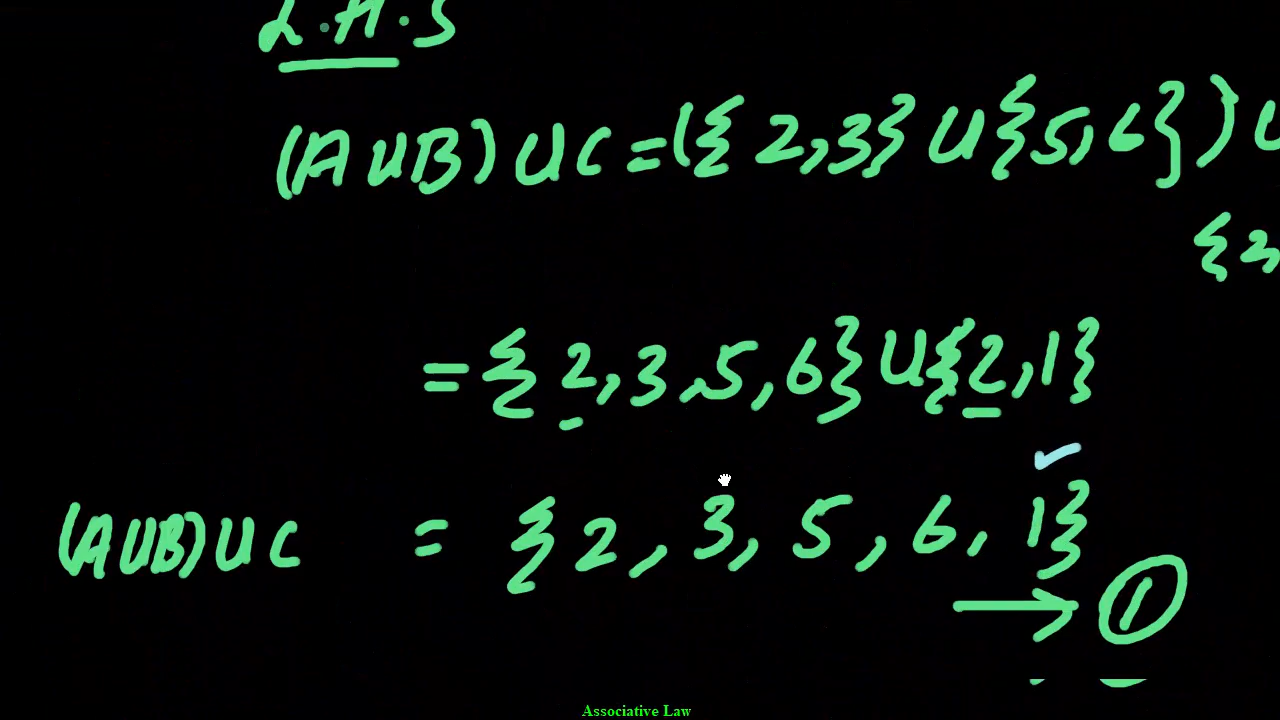 L.H.S
(AUB)UC=({2,3}U{5,6})U
{2,
={2,3,5,6}U{2,1}
(AUB)UC = {2,3,5,6,1}
→ ①
Associative Law